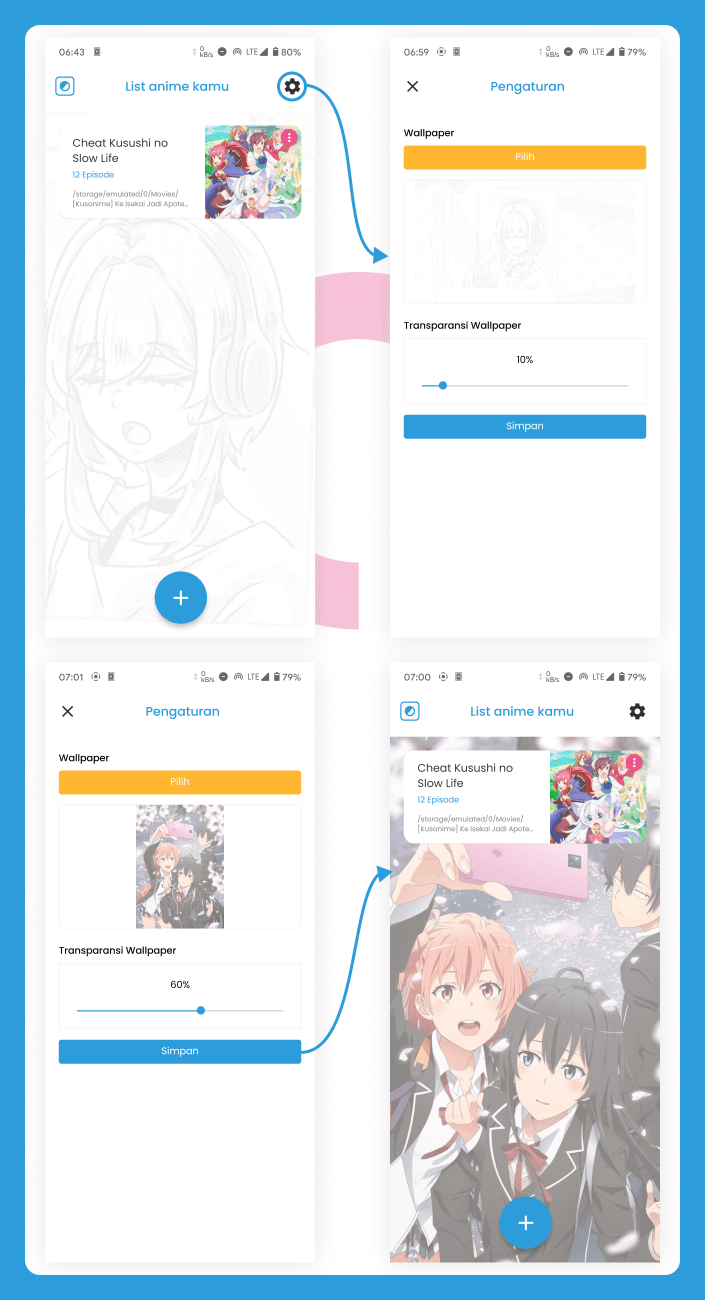 06:43
0
kB/s
LTE
80%
List anime kamu
Cheat Kusushi no
Slow Life
12 Episode
/storage/emulated/0/Movies/
[Kusonime] Ke Isekai Jadi Apote...
06:59
0
kB/s
LTE
79%
Pengaturan
Wallpaper
Pilih
Transparansi Wallpaper
10%
Simpan
07:01
0
kB/s
LTE
79%
Pengaturan
Wallpaper
Pilih
Transparansi Wallpaper
60%
Simpan
07:00
0
kB/s
LTE
79%
List anime kamu
Cheat Kusushi no
Slow Life
12 Episode
/storage/emulated/0/Movies/
[Kusonime] Ke Isekai Jadi Apote...